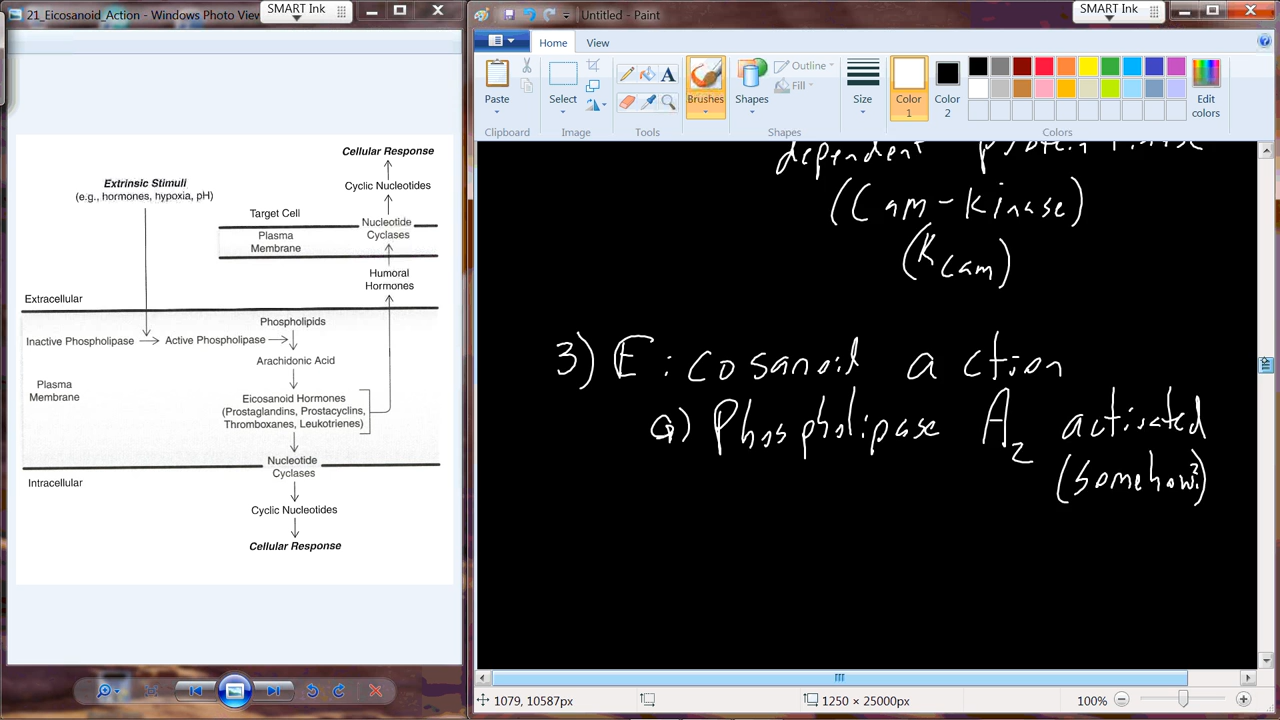 21_Eicosanoid_Action - Windows Photo View
SMART Ink
Cellular Response
Extrinsic Stimuli
(e.g., hormones, hypoxia, pH)
Cyclic Nucleotides
Target Cell
Nucleotide
Cyclases
Plasma
Membrane
Humoral
Hormones
Extracellular
Phospholipids
Inactive Phospholipase
Active Phospholipase
Arachidonic Acid
Plasma
Membrane
Eicosanoid Hormones
(Prostaglandins, Prostacyclins,
Thromboxanes, Leukotrienes)
Nucleotide
Cyclases
Intracellular
Cyclic Nucleotides
Cellular Response
Untitled - Paint
SMART Ink
Home View
Paste
Select
Brushes
Shapes
Outline
Fill
Size
Color
1
Color
2
Edit
colors
Clipboard
Image
Tools
Shapes
Colors
dependent protein kinase
(Cam-Kinase)
(KCam)
3) Eicosanoid action
a) Phospholipase A2 activated
(somehow?)
1079, 10587px
1250 × 25000px
100%